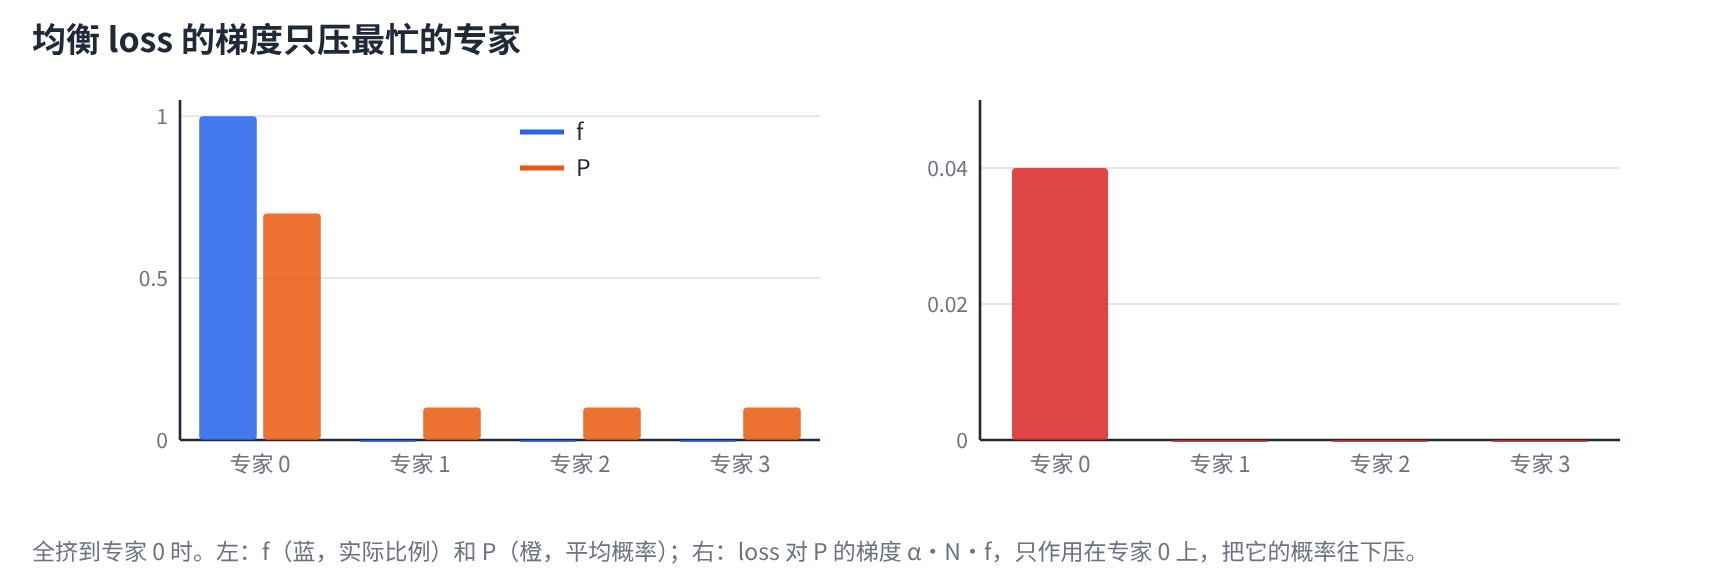 均衡 loss 的梯度只压最忙的专家
1
0.5
0
f
P
专家 0
专家 1
专家 2
专家 3
0.04
0.02
0
专家 0
专家 1
专家 2
专家 3
全挤到专家 0 时。左：f（蓝，实际比例）和 P（橙，平均概率）；右：loss 对 P 的梯度 α·N·f，只作用在专家 0 上，把它的概率往下压。